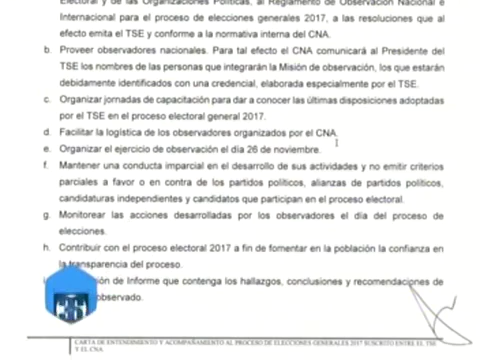 Electoral y de las Organizaciones Políticas, al Reglamento de Observación Nacional e
Internacional para el proceso de elecciones generales 2017, a las resoluciones que al
efecto emita el TSE y conforme a la normativa interna del CNA.
b. Proveer observadores nacionales. Para tal efecto el CNA comunicará al Presidente del
TSE los nombres de las personas que integrarán la Misión de observación, los que estarán
debidamente identificados con una credencial, elaborada especialmente por el TSE.
c. Organizar jornadas de capacitación para dar a conocer las últimas disposiciones adoptadas
por el TSE en el proceso electoral general 2017.
d. Facilitar la logística de los observadores organizados por el CNA.
e. Organizar el ejercicio de observación el día 26 de noviembre.
f. Mantener una conducta imparcial en el desarrollo de sus actividades y no emitir criterios
parciales a favor o en contra de los partidos políticos, alianzas de partidos políticos,
candidaturas independientes y candidatos que participan en el proceso electoral.
g. Monitorear las acciones desarrolladas por los observadores el día del proceso de
elecciones.
h. Contribuir con el proceso electoral 2017 a fin de fomentar en la población la confianza en
la transparencia del proceso.
ón de Informe que contenga los hallazgos, conclusiones y recomendaciones de
observado.
CARTA DE ENTENDIMIENTO Y ACOMPAÑAMIENTO AL PROCESO DE ELECCIONES GENERALES 2017 SUSCRITO ENTRE EL TSE
Y EL CNA